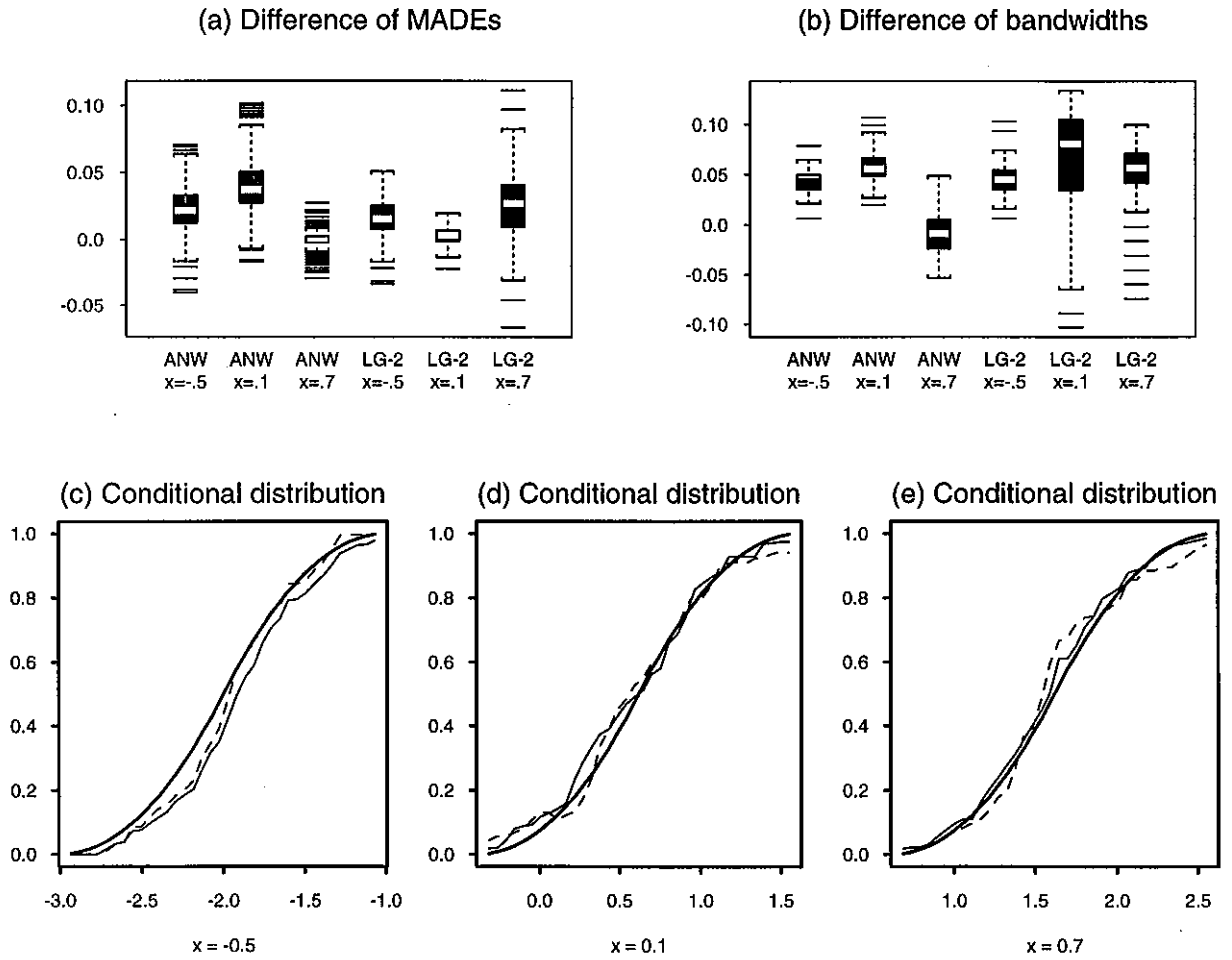 (a) Difference of MADEs
(b) Difference of bandwidths
0.10
0.05
0.0
-0.05
ANW ANW ANW LG-2 LG-2 LG-2
x=-.5 x=.1 x=.7 x=-.5 x=.1 x=.7
0.10
0.05
0.0
-0.05
-0.10
ANW ANW ANW LG-2 LG-2 LG-2
x=-.5 x=.1 x=.7 x=-.5 x=.1 x=.7
(c) Conditional distribution
1.0
0.8
0.6
0.4
0.2
0.0
-3.0 -2.5 -2.0 -1.5 -1.0
x = -0.5
(d) Conditional distribution
1.0
0.8
0.6
0.4
0.2
0.0
0.0 0.5 1.0 1.5
x = 0.1
(e) Conditional distribution
1.0
0.8
0.6
0.4
0.2
0.0
1.0 1.5 2.0 2.5
x = 0.7